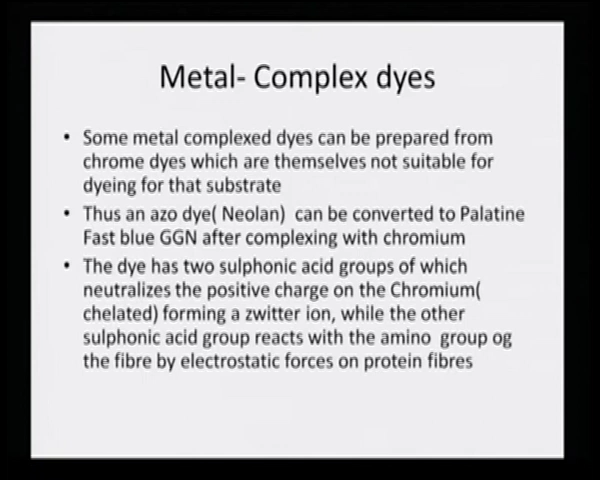 Metal- Complex dyes
• Some metal complexed dyes can be prepared from
chrome dyes which are themselves not suitable for
dyeing for that substrate
• Thus an azo dye( Neolan)  can be converted to Palatine
Fast blue GGN after complexing with chromium
• The dye has two sulphonic acid groups of which
neutralizes the positive charge on the Chromium(
chelated) forming a zwitter ion, while the other
sulphonic acid group reacts with the amino  group og
the fibre by electrostatic forces on protein fibres